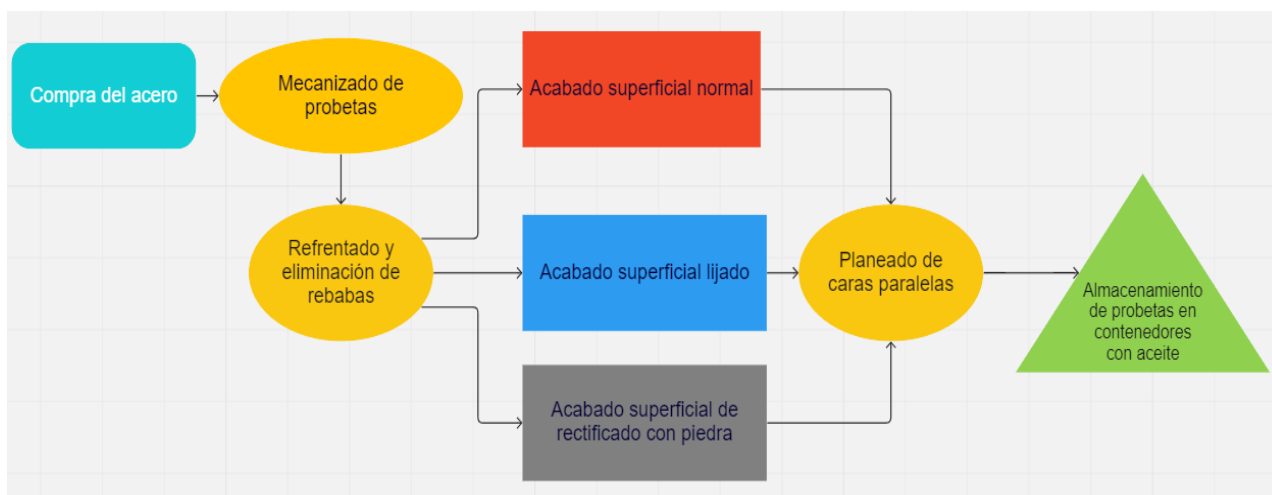 Compra del acero
Mecanizado de
probetas
Refrentado y
eliminación de
rebabas
Acabado superficial normal
Acabado superficial lijado
Acabado superficial de
rectificado con piedra
Planeado de
caras paralelas
Almacenamiento
de probetas en
contenedores
con aceite